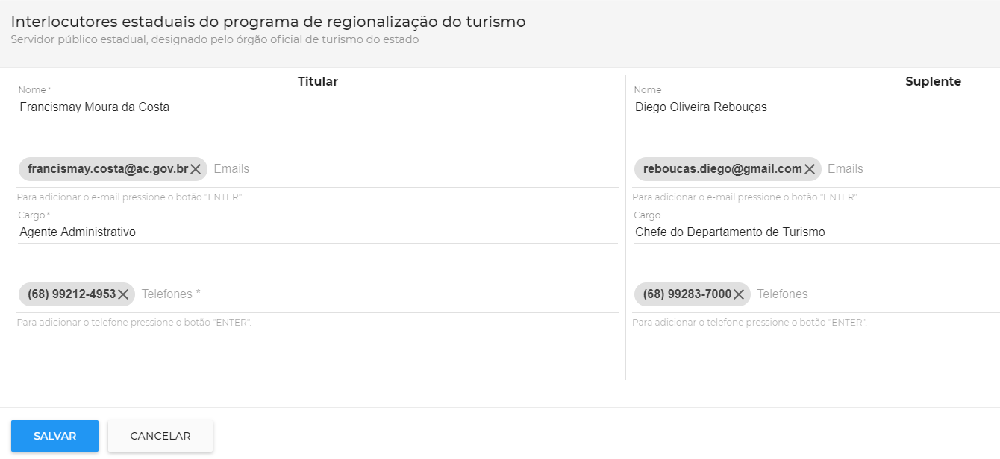 Interlocutores estaduais do programa de regionalização do turismo
Servidor público estadual, designado pelo órgão oficial de turismo do estado
Titular
Nome *
Francismay Moura da Costa
francismay.costa@ac.gov.br Emails
Para adicionar o e-mail pressione o botão "ENTER".
Cargo *
Agente Administrativo
(68) 99212-4953 Telefones *
Para adicionar o telefone pressione o botão "ENTER".
Suplente
Nome
Diego Oliveira Rebouças
reboucas.diego@gmail.com Emails
Para adicionar o e-mail pressione o botão "ENTER".
Cargo
Chefe do Departamento de Turismo
(68) 99283-7000 Telefones
Para adicionar o telefone pressione o botão "ENTER".
SALVAR
CANCELAR